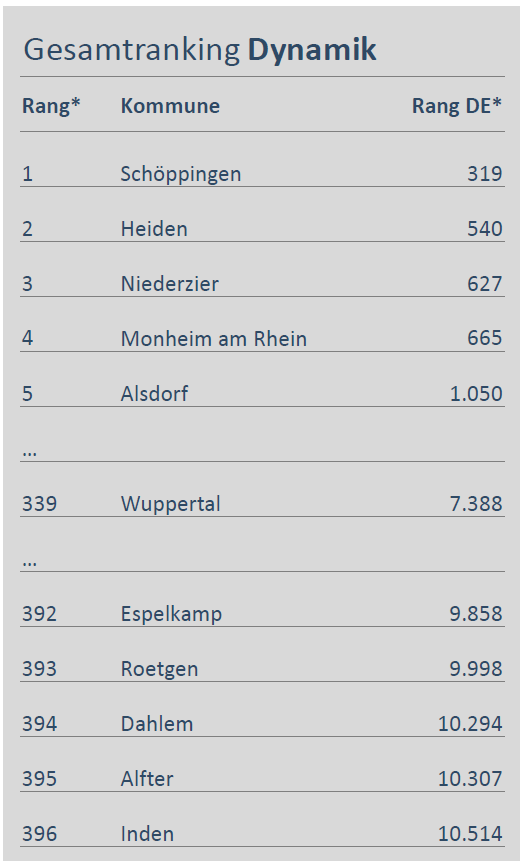 Gesamtranking Dynamik
Rang* Kommune Rang DE*
1 Schöppingen 319
2 Heiden 540
3 Niederzier 627
4 Monheim am Rhein 665
5 Alsdorf 1.050
...
339 Wuppertal 7.388
...
392 Espelkamp 9.858
393 Roetgen 9.998
394 Dahlem 10.294
395 Alfter 10.307
396 Inden 10.514